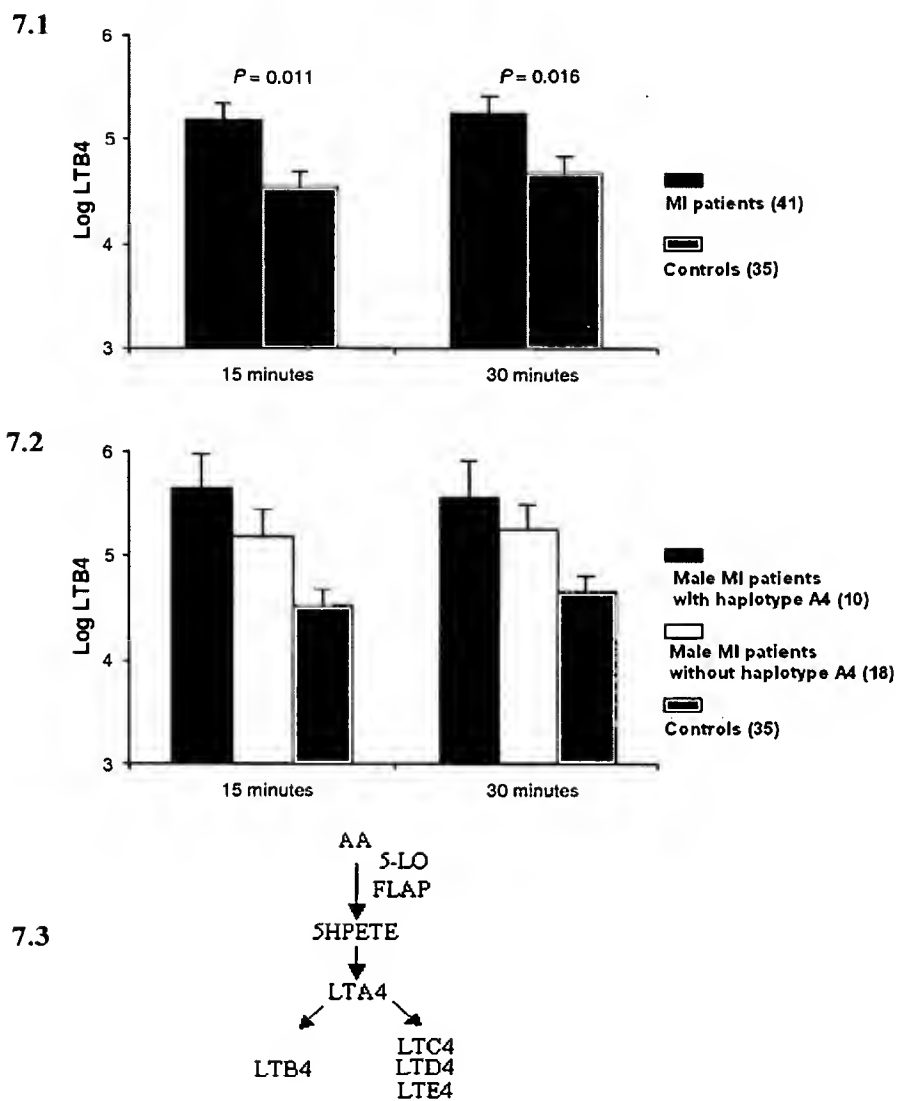 7.1
6
5
4
3
Log LTB4
P = 0.011
P = 0.016
15 minutes
30 minutes
MI patients (41)
Controls (35)
7.2
6
5
4
3
Log LTB4
15 minutes
30 minutes
Male MI patients
with haplotype A4 (10)
Male MI patients
without haplotype A4 (18)
Controls (35)
7.3
AA
5-LO
FLAP
5HPETE
LTA4
LTB4
LTC4
LTD4
LTE4